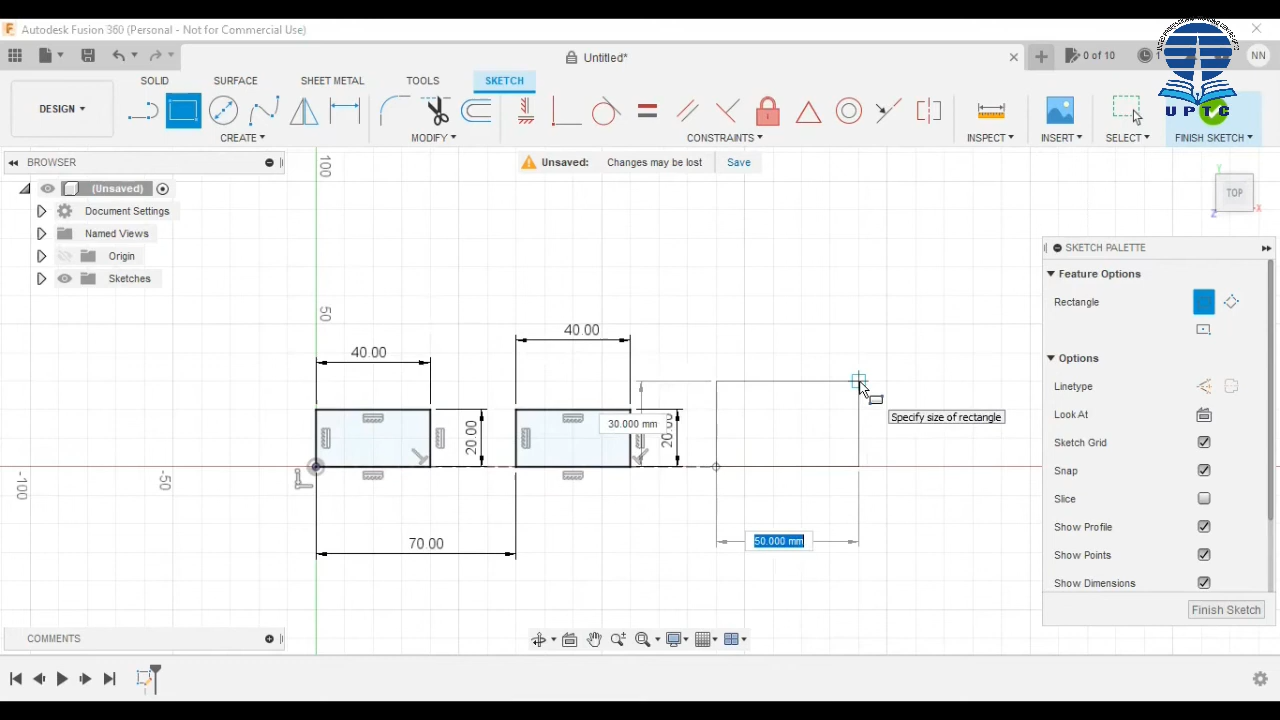 Autodesk Fusion 360 (Personal - Not for Commercial Use)
Untitled*
0 of 10
1
NN
UPTC
DESIGN
SOLID
SURFACE
SHEET METAL
TOOLS
SKETCH
CREATE
MODIFY
CONSTRAINTS
INSPECT
INSERT
SELECT
FINISH SKETCH
BROWSER
Unsaved: Changes may be lost
Save
(Unsaved)
Document Settings
Named Views
Origin
Sketches
TOP
Y
X
Z
100
50
-50
-100
40.00
40.00
20.00
30.000 mm
70.00
50.000 mm
Specify size of rectangle
SKETCH PALETTE
Feature Options
Rectangle
Options
Linetype
Look At
Sketch Grid
Snap
Slice
Show Profile
Show Points
Show Dimensions
Finish Sketch
COMMENTS